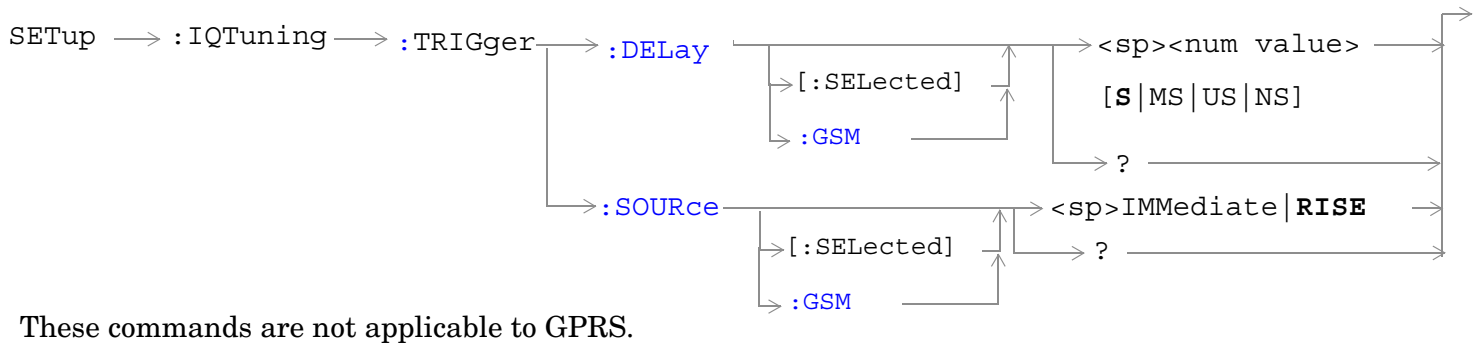 SETup :IQTuning :TRIGger :DELay <sp><num value>
[:SELected] [S|MS|US|NS]
:GSM
?
:SOURce <sp>IMMediate|RISE
[:SELected] ?
:GSM
These commands are not applicable to GPRS.